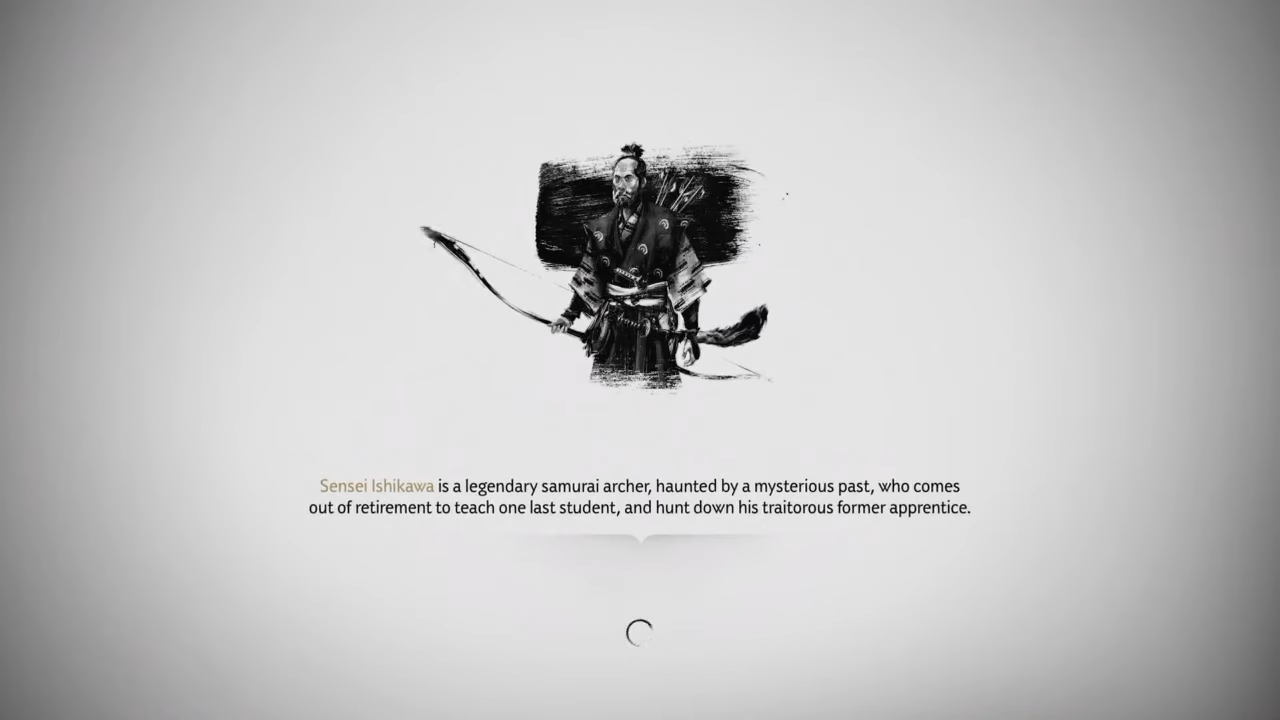 Sensei Ishikawa is a legendary samurai archer, haunted by a mysterious past, who comes
out of retirement to teach one last student, and hunt down his traitorous former apprentice.